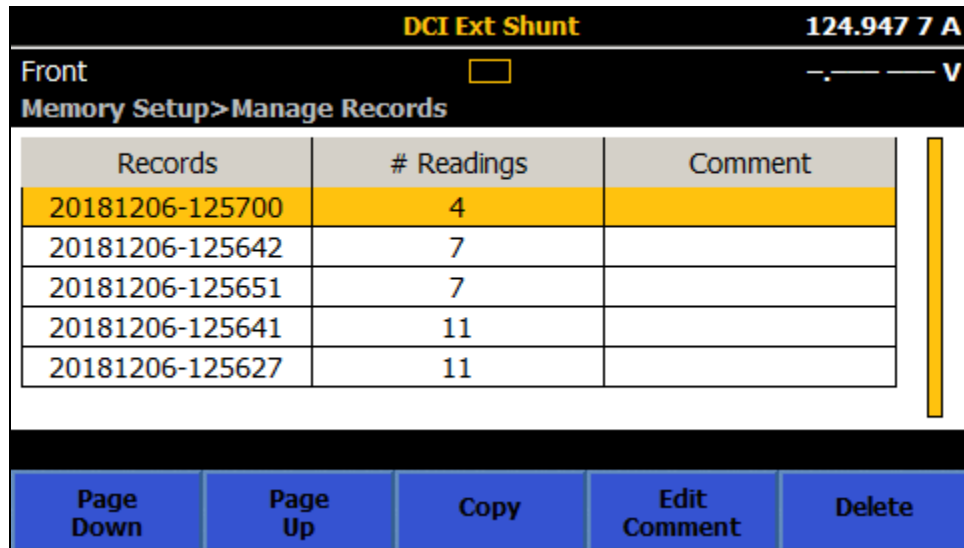 DCI Ext Shunt 124.947 7 A
Front -.--- --- V
Memory Setup>Manage Records
Records # Readings Comment
20181206-125700 4
20181206-125642 7
20181206-125651 7
20181206-125641 11
20181206-125627 11
Page Down Page Up Copy Edit Comment Delete